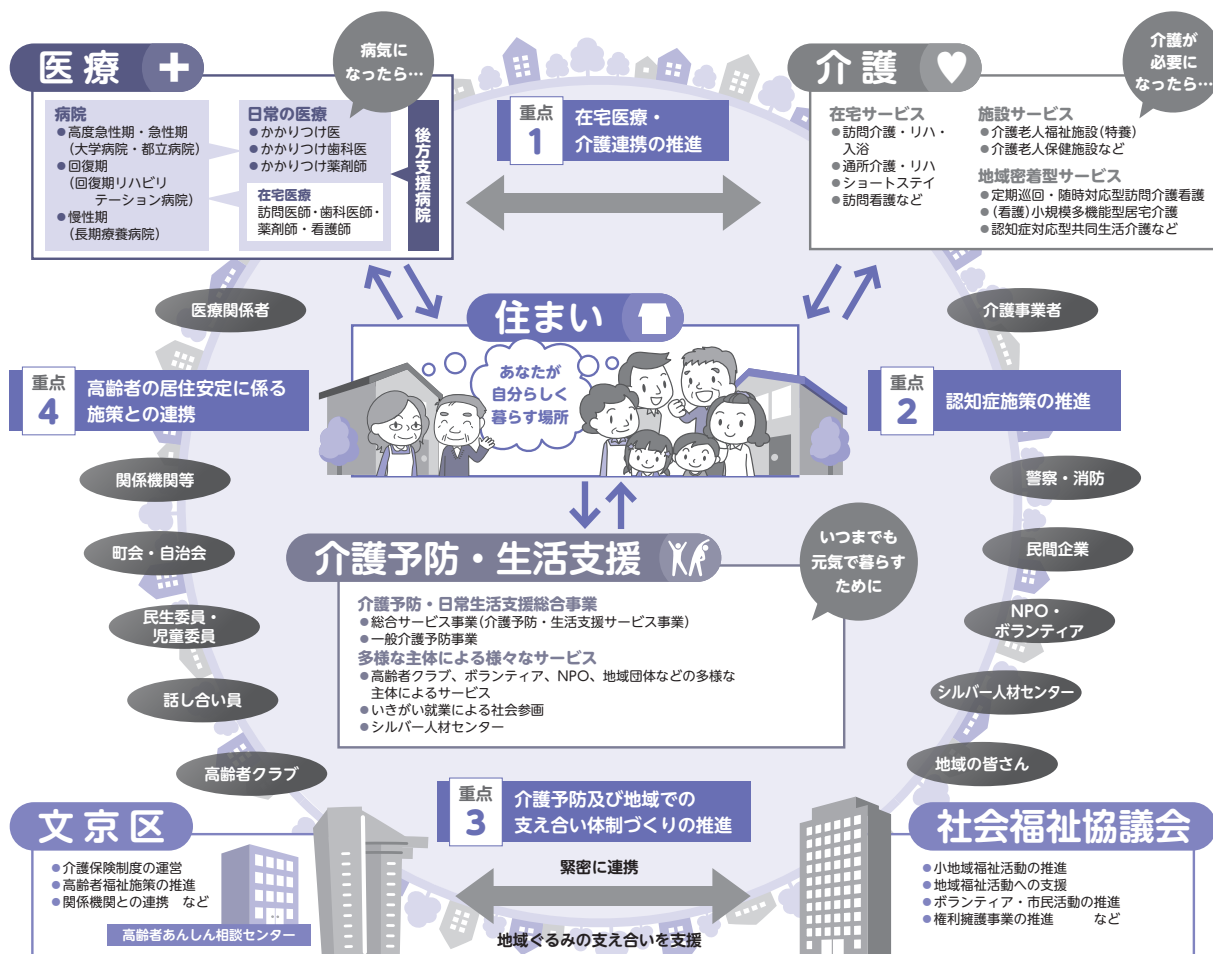 医療
病気に
なったら…
病院
●高度急性期・急性期
(大学病院・都立病院)
●回復期
(回復期リハビリ
テーション病院)
●慢性期
(長期療養病院)
日常の医療
●かかりつけ医
●かかりつけ歯科医
●かかりつけ薬剤師
在宅医療
訪問医師・歯科医師・
薬剤師・看護師
後方支援病院
重点
1
在宅医療・
介護連携の推進
介護
介護が
必要に
なったら…
在宅サービス
●訪問介護・リハ・
入浴
●通所介護・リハ
●ショートステイ
●訪問看護など
施設サービス
●介護老人福祉施設(特養)
●介護老人保健施設など
地域密着型サービス
●定期巡回・随時対応型訪問介護看護
●(看護)小規模多機能型居宅介護
●認知症対応型共同生活介護など
医療関係者
住まい
介護事業者
あなたが
自分らしく
暮らす場所
重点
4
高齢者の居住安定に係る
施策との連携
重点
2
認知症施策の推進
関係機関等
町会・自治会
民生委員・
児童委員
話し合い員
高齢者クラブ
警察・消防
民間企業
NPO・
ボランティア
シルバー人材センター
地域の皆さん
介護予防・生活支援
いつまでも
元気で暮らす
ために
介護予防・日常生活支援総合事業
●総合サービス事業(介護予防・生活支援サービス事業)
●一般介護予防事業
多様な主体による様々なサービス
●高齢者クラブ、ボランティア、NPO、地域団体などの多様な
主体によるサービス
●いきがい就業による社会参画
●シルバー人材センター
重点
3
介護予防及び地域での
支え合い体制づくりの推進
文京区
●介護保険制度の運営
●高齢者福祉施策の推進
●関係機関との連携 など
高齢者あんしん相談センター
緊密に連携
地域ぐるみの支え合いを支援
社会福祉協議会
●小地域福祉活動の推進
●地域福祉活動への支援
●ボランティア・市民活動の推進
●権利擁護事業の推進 など